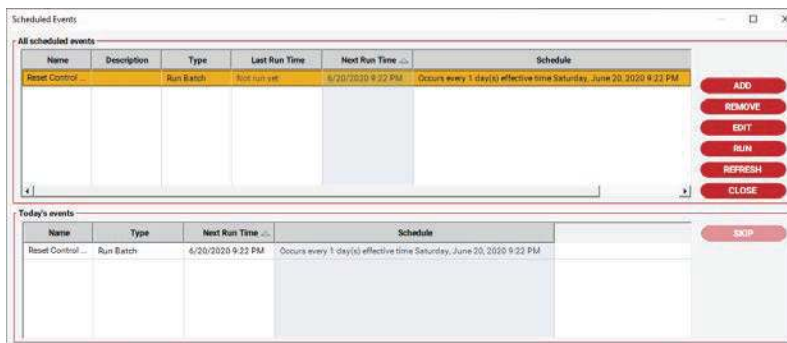 Scheduled Events
All scheduled events
Name Description Type Last Run Time Next Run Time Schedule
Reset Control ... Run Batch Not run yet 6/20/2020 9:22 PM Occurs every 1 day(s) effective time Saturday, June 20, 2020 9:22 PM
ADD
REMOVE
EDIT
RUN
REFRESH
CLOSE
Today's events
Name Type Next Run Time Schedule
Reset Control ... Run Batch 6/20/2020 9:22 PM Occurs every 1 day(s) effective time Saturday, June 20, 2020 9:22 PM
SKIP